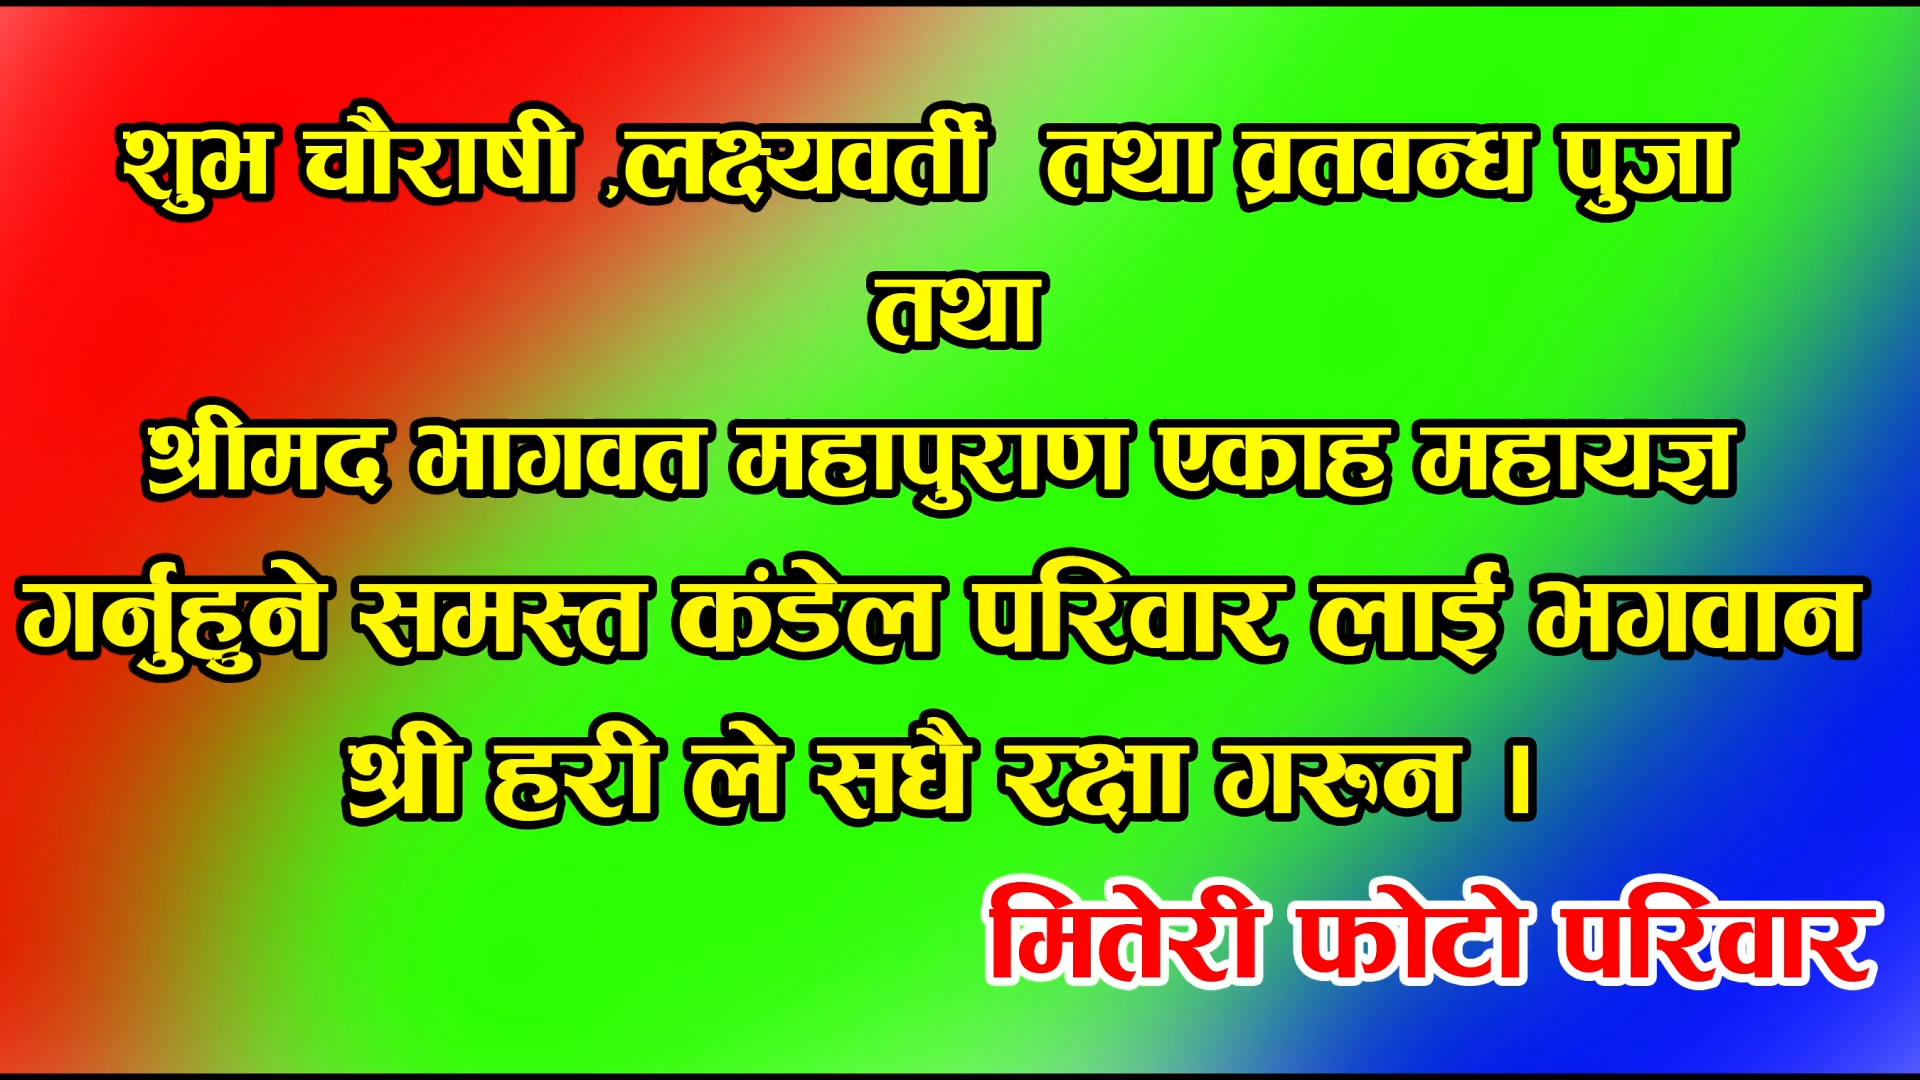 शुभ चौराषी ,लक्ष्यवर्ती तथा व्रतवन्ध पुजा
तथा
श्रीमद भागवत महापुराण एकाह महायज्ञ
गर्नुहुने समस्त कंडेल परिवार लाई भगवान
श्री हरी ले सधै रक्षा गरून ।
मितेरी फोटो परिवार